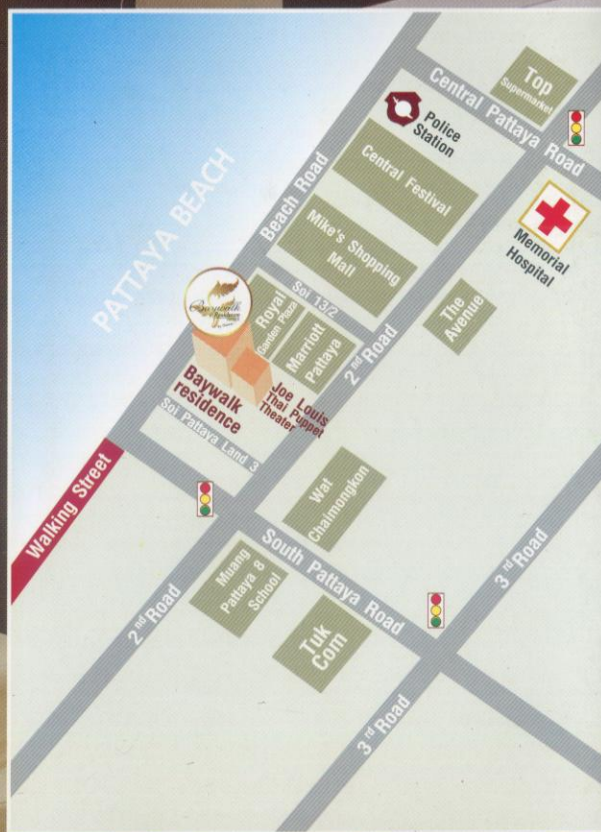 Top
Supermarket
Central Pattaya Road
Police
Station
Central Festival
Beach Road
Memorial
Hospital
PATTAYA BEACH
Mike's Shopping
Mall
Soi 13/2
The
Avenue
Royal
Garden Plaza
Marriott
Pattaya
2nd Road
Baywalk
residence
Joe Louis
Thai Puppet
Theater
Soi Pattaya Land 3
Walking Street
Wat
Chaimongkon
South Pattaya Road
3rd Road
Muang
Pattaya 8
School
2nd Road
Tuk
Com
3rd Road